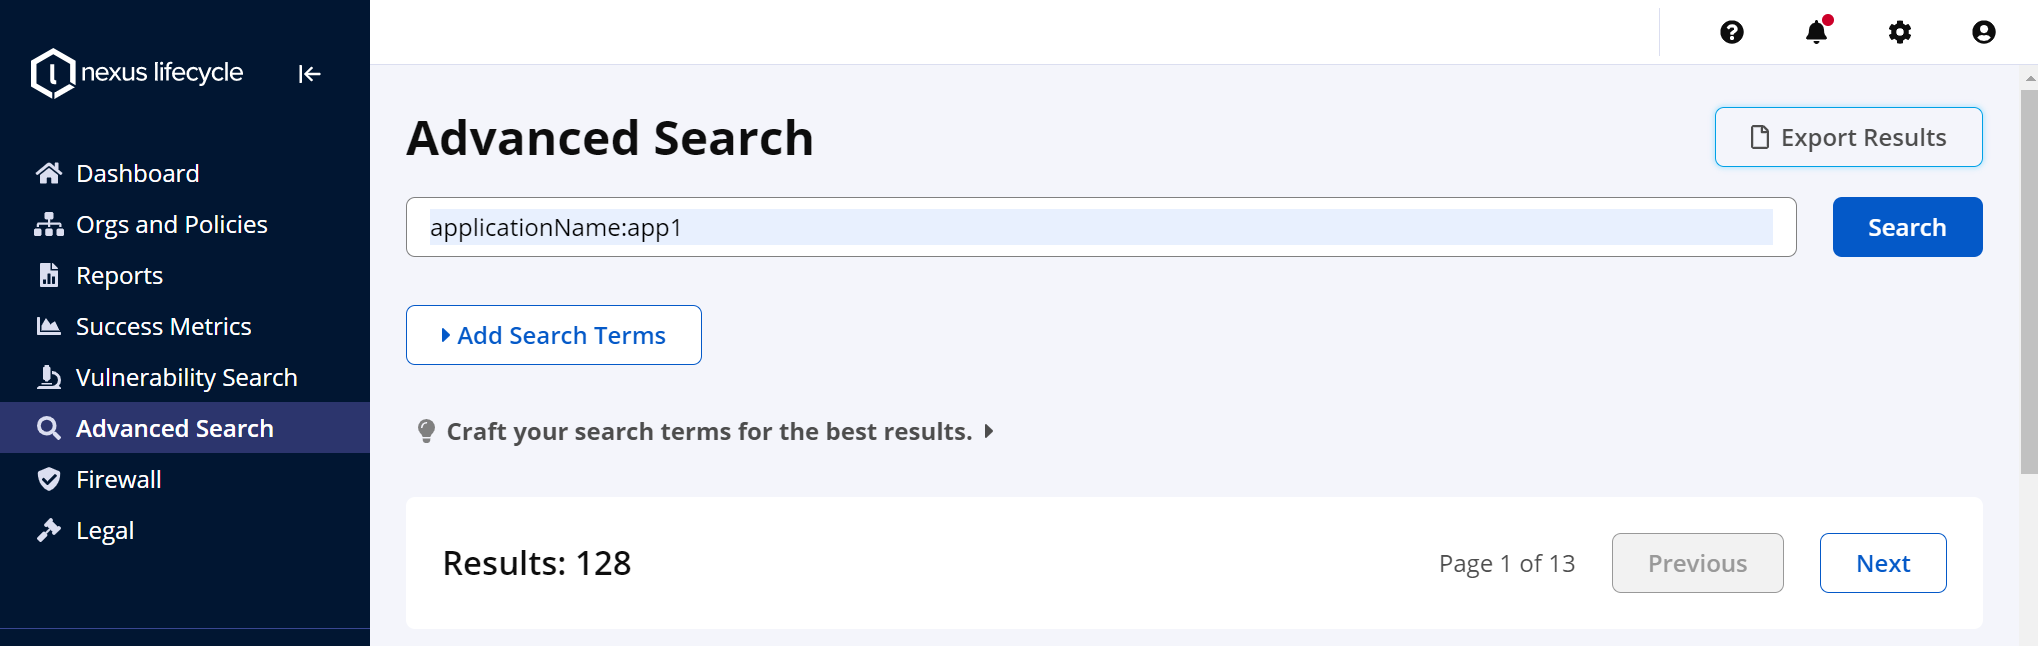 nexus lifecycle
Dashboard
Orgs and Policies
Reports
Success Metrics
Vulnerability Search
Advanced Search
Firewall
Legal
Advanced Search
Export Results
applicationName:app1
Search
Add Search Terms
Craft your search terms for the best results.
Results: 128
Page 1 of 13
Previous
Next